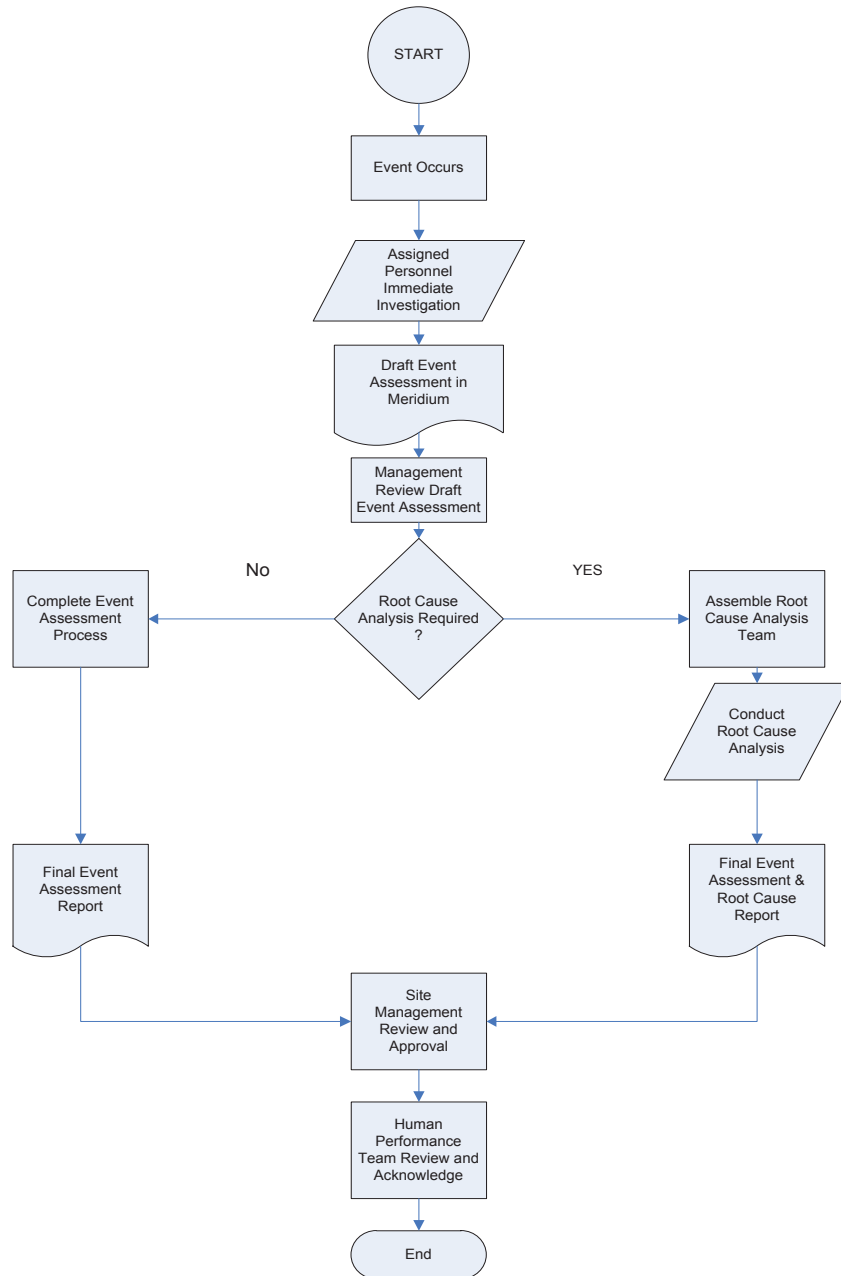 START
Event Occurs
Assigned
Personnel
Immediate
Investigation
Draft Event
Assessment in
Meridium
Management
Review Draft
Event Assessment
No
YES
Root Cause
Analysis Required
?
Complete Event
Assessment
Process
Assemble Root
Cause Analysis
Team
Conduct
Root Cause
Analysis
Final Event
Assessment
Report
Final Event
Assessment &
Root Cause
Report
Site
Management
Review and
Approval
Human
Performance
Team Review and
Acknowledge
End